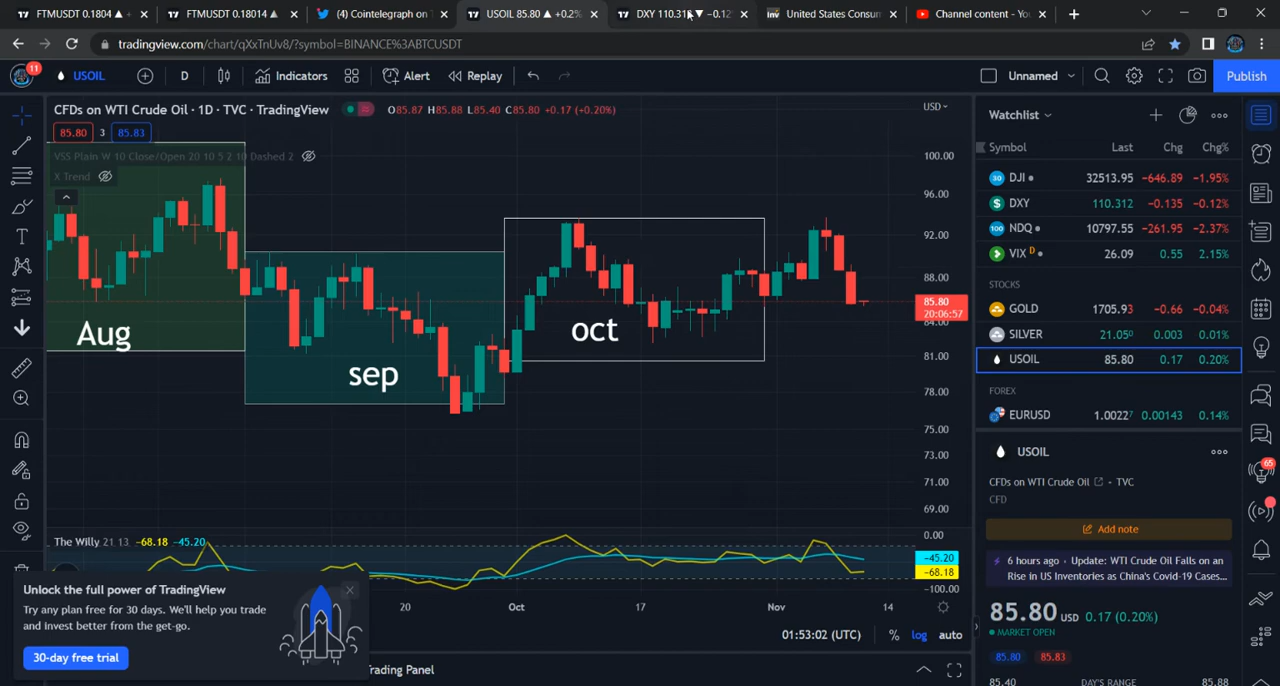 FTMUSDT 0.1804 ▲ +
FTMUSDT 0.18014 ▲
(4) Cointelegraph on T
USOIL 85.80 ▲ +0.2%
DXY 110.312 ▼ −0.12%
United States Consum
Channel content - You
tradingview.com/chart/qXxTnUv8/?symbol=BINANCE%3ABTCUSDT
11
USOIL
D
Indicators
Alert
Replay
Unnamed
Publish
CFDs on WTI Crude Oil · 1D · TVC · TradingView
O85.87 H85.88 L85.40 C85.80 +0.17 (+0.20%)
85.80 3 85.83
VSS Plain W 10 Close/Open 20 10 5 2 10 Dashed 2
X Trend
Aug
sep
oct
USD
100.00
96.00
92.00
88.00
85.80
20:06:57
84.00
81.00
78.00
75.00
73.00
71.00
69.00
The Willy 21 13 −68.18 −45.20
0.00
−45.20
−68.18
−100.00
20
Oct
17
Nov
14
01:53:02 (UTC)
% log auto
Trading Panel
Unlock the full power of TradingView
Try any plan free for 30 days. We'll help you trade
and invest better from the get-go.
30-day free trial
Watchlist
Symbol Last Chg Chg%
DJI 32513.95 −646.89 −1.95%
DXY 110.312 −0.135 −0.12%
NDQ 10797.55 −261.95 −2.37%
VIX D 26.09 0.55 2.15%
STOCKS
GOLD 1705.93 −0.66 −0.04%
SILVER 21.050 0.003 0.01%
USOIL 85.80 0.17 0.20%
FOREX
EURUSD 1.00227 0.00143 0.14%
USOIL
CFDs on WTI Crude Oil · TVC
CFD
Add note
6 hours ago · Update: WTI Crude Oil Falls on an
Rise in US Inventories as China's Covid-19 Cases...
85.80 USD 0.17 (0.20%)
MARKET OPEN
85.80 85.83
85.40 DAY'S RANGE 85.88
65